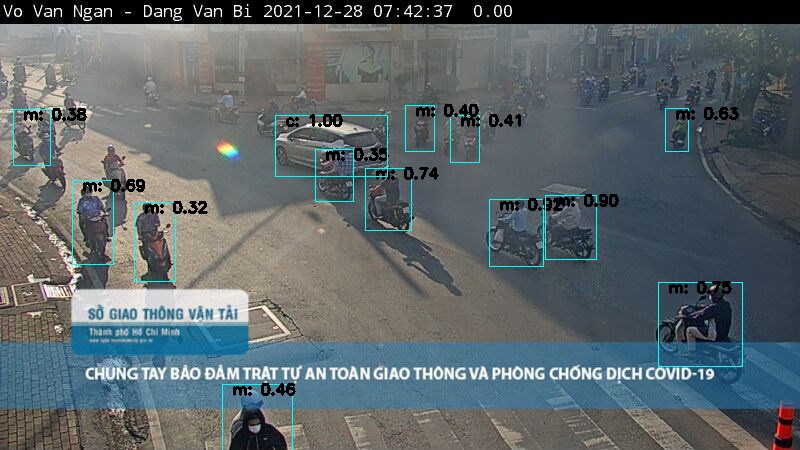 Vo Van Ngan - Dang Van Bi 2021-12-28 07:42:37 0.00
m: 0.38
c: 1.00
m: 0.40
m: 0.41
m: 0.63
m: 0.35
m: 0.74
m: 0.69
m: 0.32
m: 0.92
m: 0.90
m: 0.75
SỞ GIAO THÔNG VẬN TẢI
Thành phố Hồ Chí Minh
CHUNG TAY BẢO ĐẢM TRẬT TỰ AN TOÀN GIAO THÔNG VÀ PHÒNG CHỐNG DỊCH COVID-19
m: 0.46